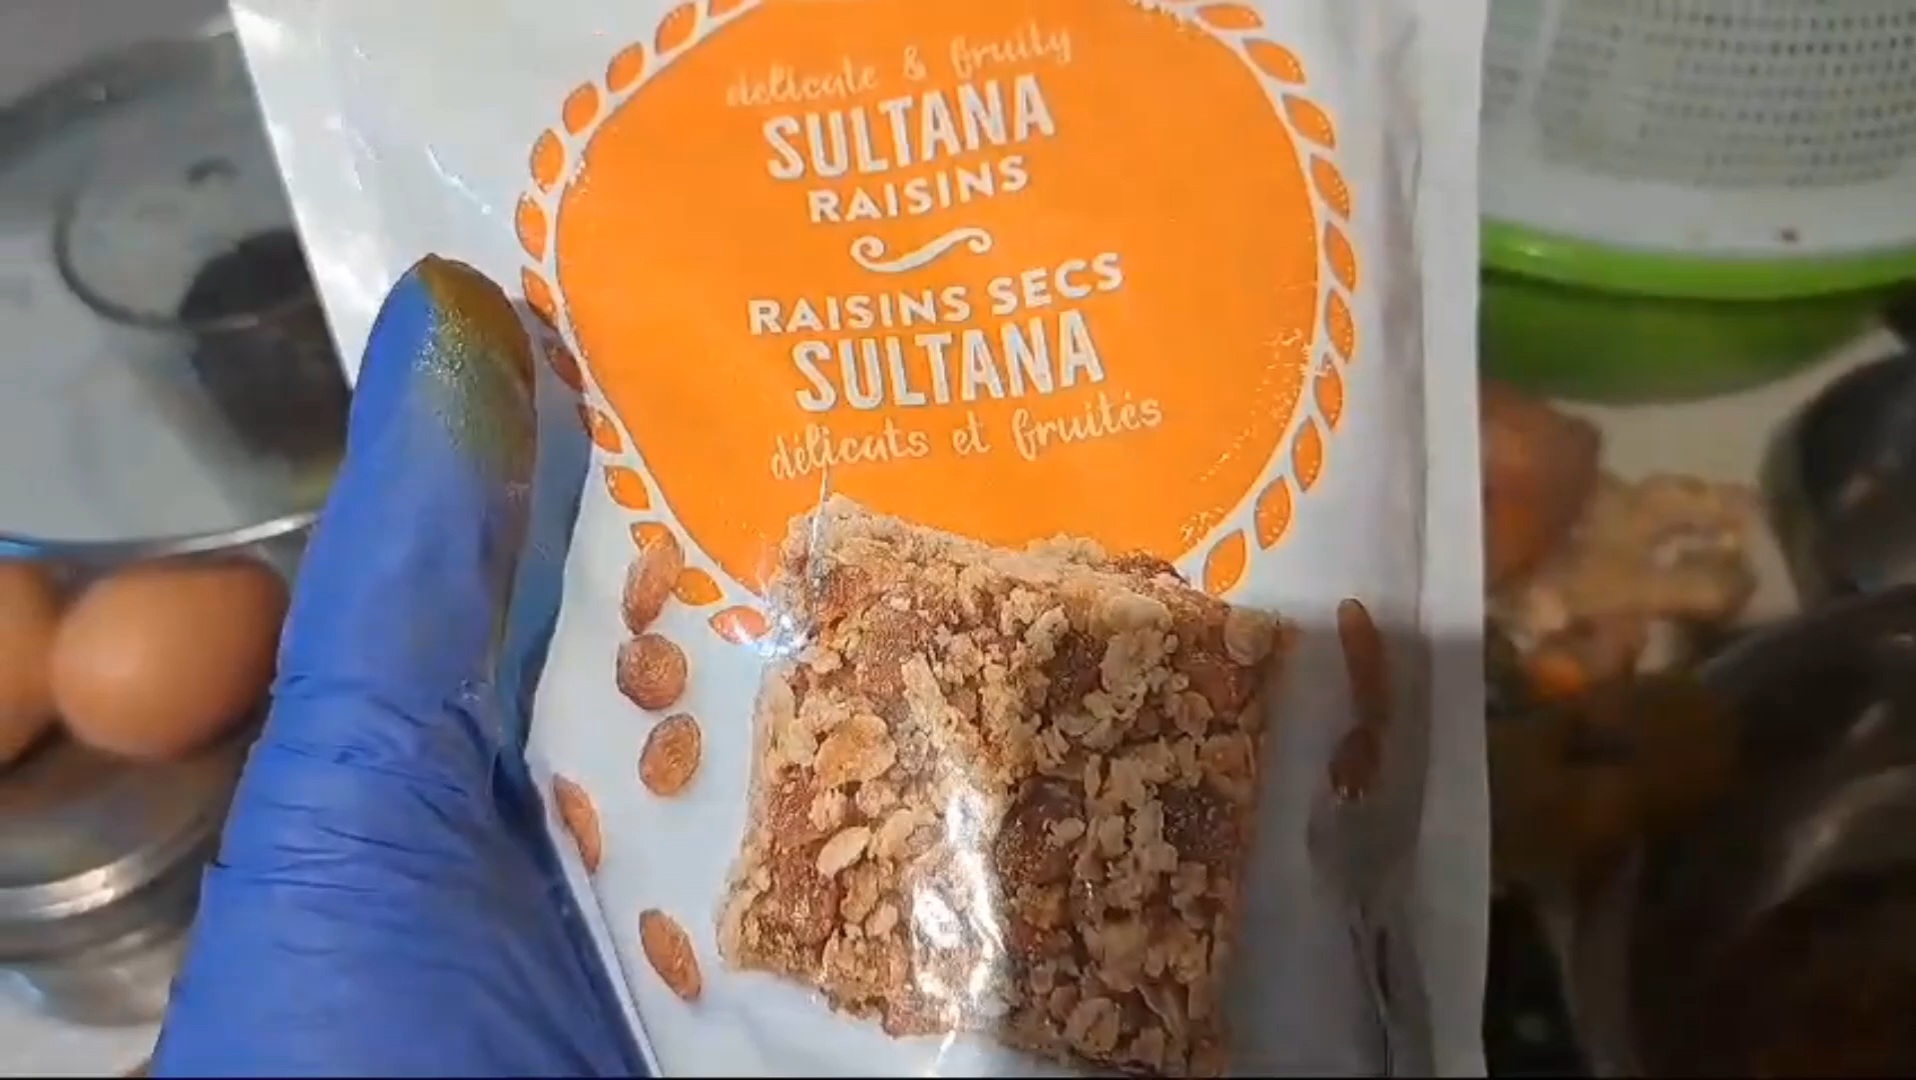 delicate & fruity
SULTANA
RAISINS
RAISINS SECS
SULTANA
délicats et fruités